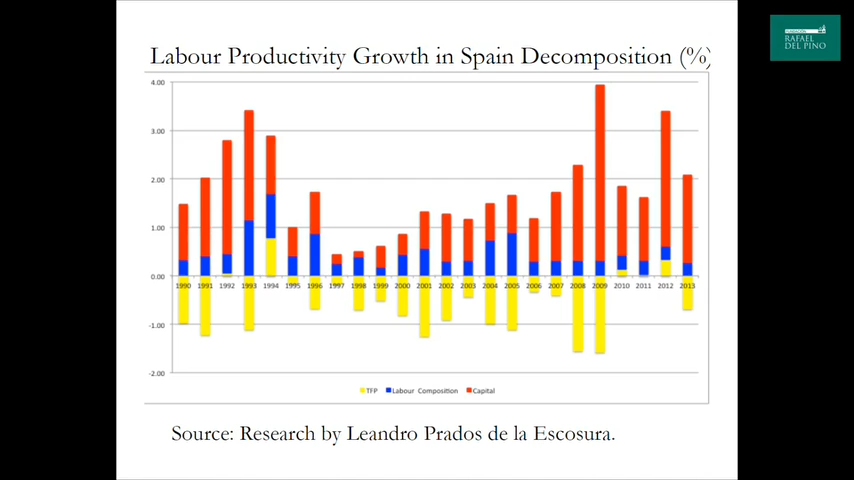 FUNDACIÓN
RAFAEL
DEL PINO
Labour Productivity Growth in Spain Decomposition (%)
4.00
3.00
2.00
1.00
0.00
-1.00
-2.00
1990 1991 1992 1993 1994 1995 1996 1997 1998 1999 2000 2001 2002 2003 2004 2005 2006 2007 2008 2009 2010 2011 2012 2013
TFP Labour Composition Capital
Source: Research by Leandro Prados de la Escosura.